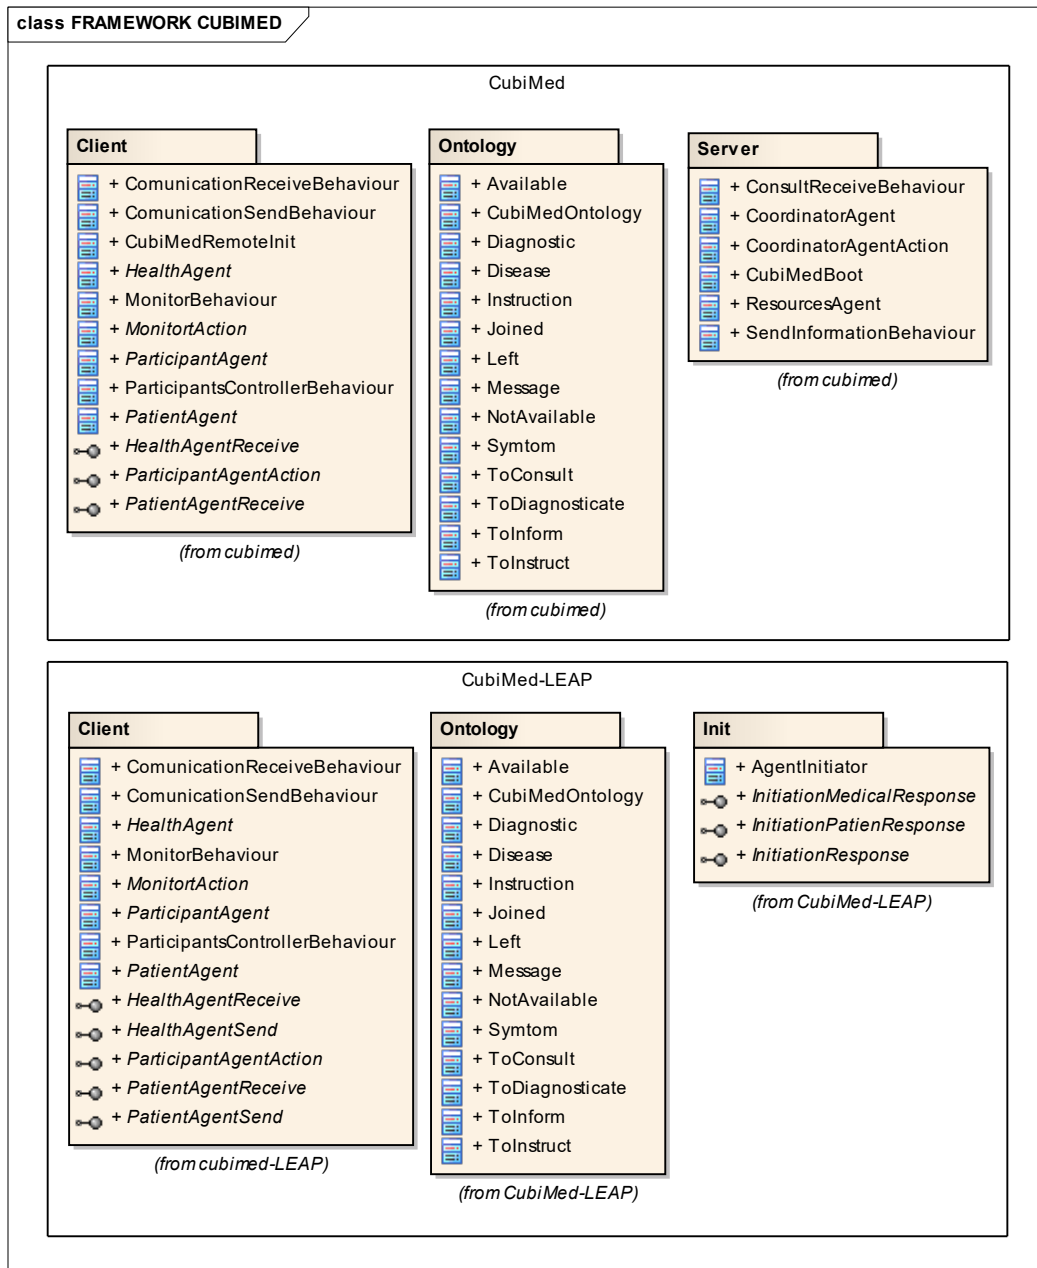 class FRAMEWORK CUBIMED
CubiMed
Client
+ ComunicationReceiveBehaviour
+ ComunicationSendBehaviour
+ CubiMedRemoteInit
+ HealthAgent
+ MonitorBehaviour
+ MonitortAction
+ ParticipantAgent
+ ParticipantsControllerBehaviour
+ PatientAgent
+ HealthAgentReceive
+ ParticipantAgentAction
+ PatientAgentReceive
(from cubimed)
Ontology
+ Available
+ CubiMedOntology
+ Diagnostic
+ Disease
+ Instruction
+ Joined
+ Left
+ Message
+ NotAvailable
+ Symtom
+ ToConsult
+ ToDiagnosticate
+ ToInform
+ ToInstruct
(from cubimed)
Server
+ ConsultReceiveBehaviour
+ CoordinatorAgent
+ CoordinatorAgentAction
+ CubiMedBoot
+ ResourcesAgent
+ SendInformationBehaviour
(from cubimed)
CubiMed-LEAP
Client
+ ComunicationReceiveBehaviour
+ ComunicationSendBehaviour
+ HealthAgent
+ MonitorBehaviour
+ MonitortAction
+ ParticipantAgent
+ ParticipantsControllerBehaviour
+ PatientAgent
+ HealthAgentReceive
+ HealthAgentSend
+ ParticipantAgentAction
+ PatientAgentReceive
+ PatientAgentSend
(from cubimed-LEAP)
Ontology
+ Available
+ CubiMedOntology
+ Diagnostic
+ Disease
+ Instruction
+ Joined
+ Left
+ Message
+ NotAvailable
+ Symtom
+ ToConsult
+ ToDiagnosticate
+ ToInform
+ ToInstruct
(from CubiMed-LEAP)
Init
+ AgentInitiator
+ InitiationMedicalResponse
+ InitiationPatienResponse
+ InitiationResponse
(from CubiMed-LEAP)